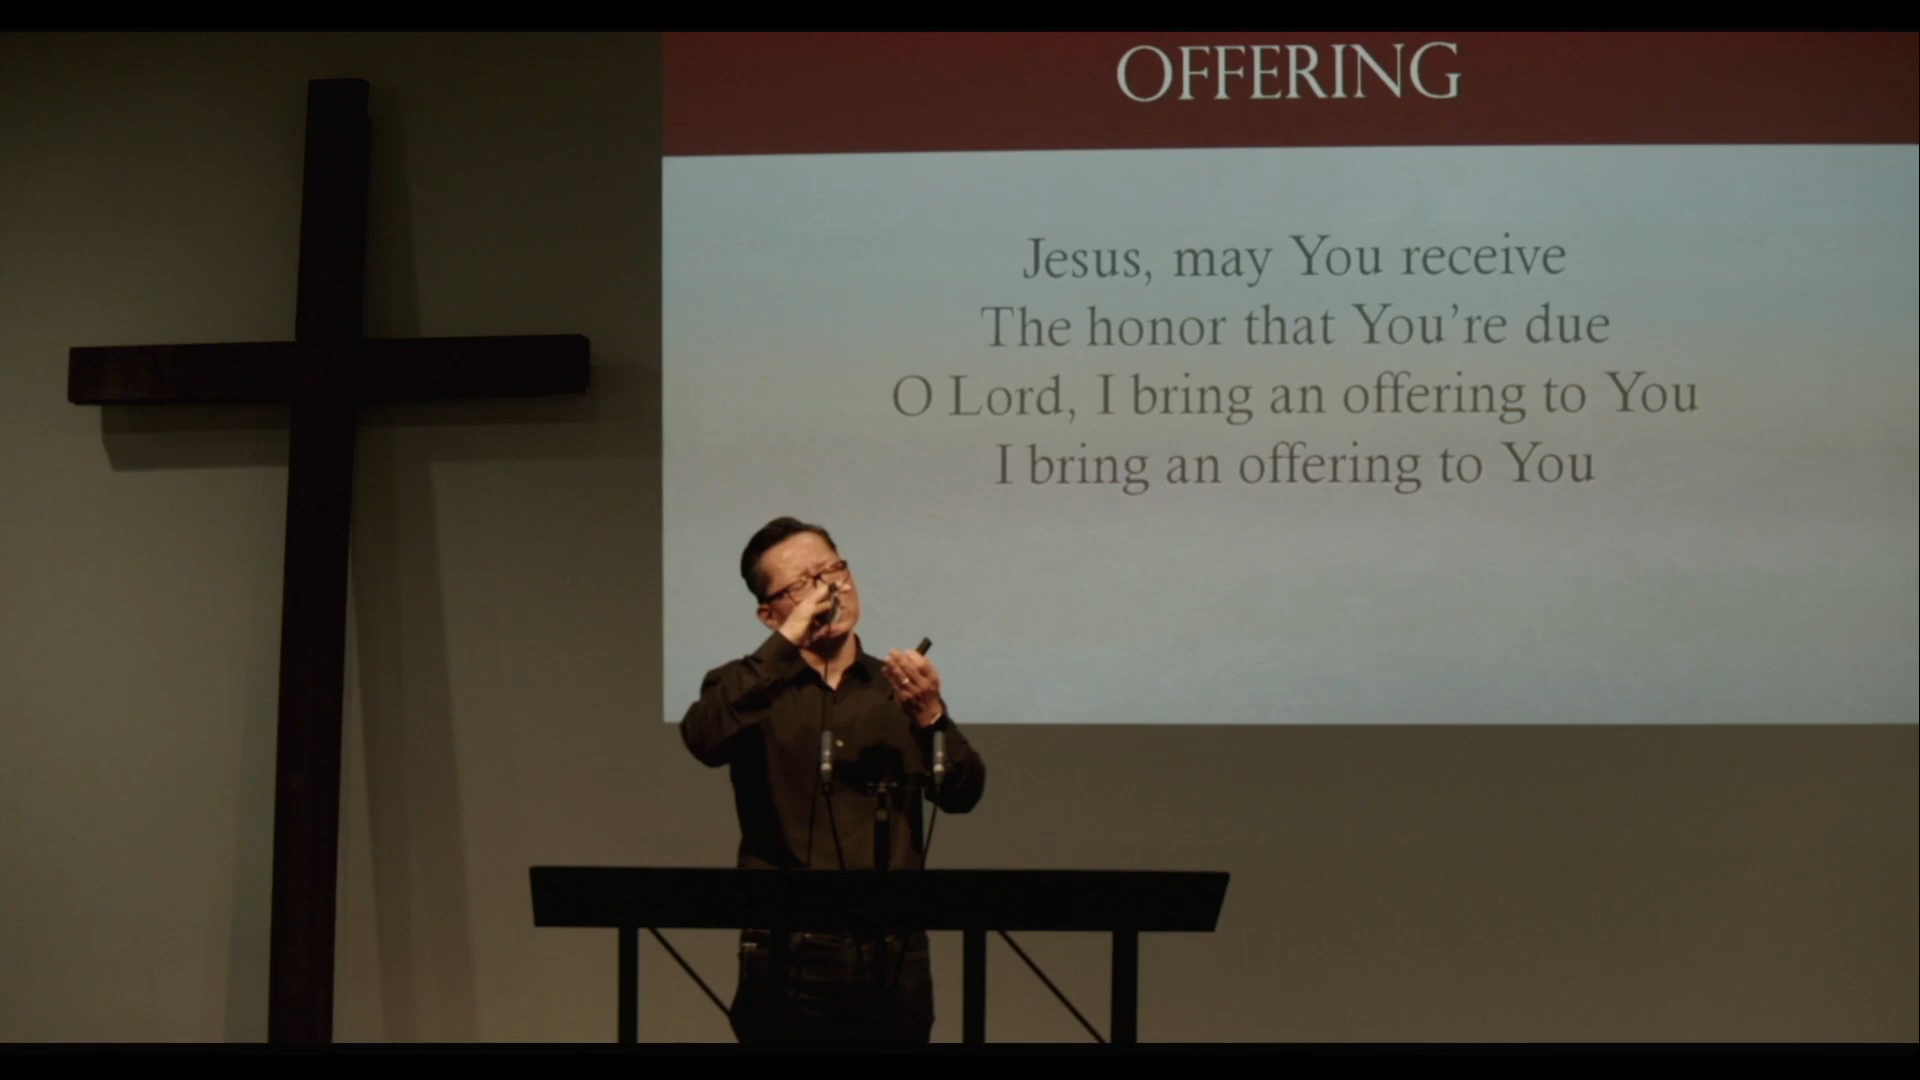 OFFERING
Jesus, may You receive
The honor that You're due
O Lord, I bring an offering to You
I bring an offering to You